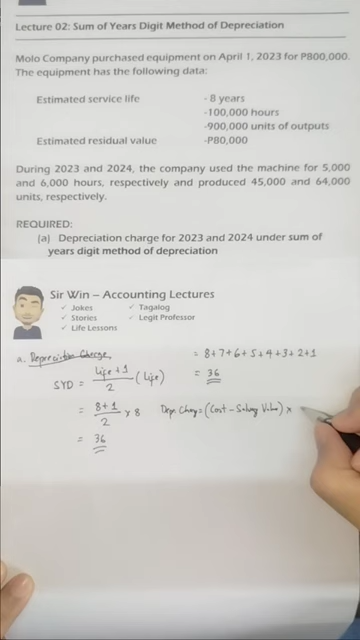 Lecture 02: Sum of Years Digit Method of Depreciation
Molo Company purchased equipment on April 1, 2023 for P800,000.
The equipment has the following data:
Estimated service life - 8 years
-100,000 hours
-900,000 units of outputs
Estimated residual value -P80,000
During 2023 and 2024, the company used the machine for 5,000
and 6,000 hours, respectively and produced 45,000 and 64,000
units, respectively.
REQUIRED:
(a) Depreciation charge for 2023 and 2024 under sum of
years digit method of depreciation
Sir Win – Accounting Lectures
✓ Jokes ✓ Tagalog
✓ Stories ✓ Legit Professor
✓ Life Lessons
a. Depreciation Charge
SYD = Life + 1 / 2 (Life)
= 8+1 / 2 x 8
= 36
= 8+7+6+5+4+3+2+1
= 36
Dep. Charg = (Cost - Salvag Value) x